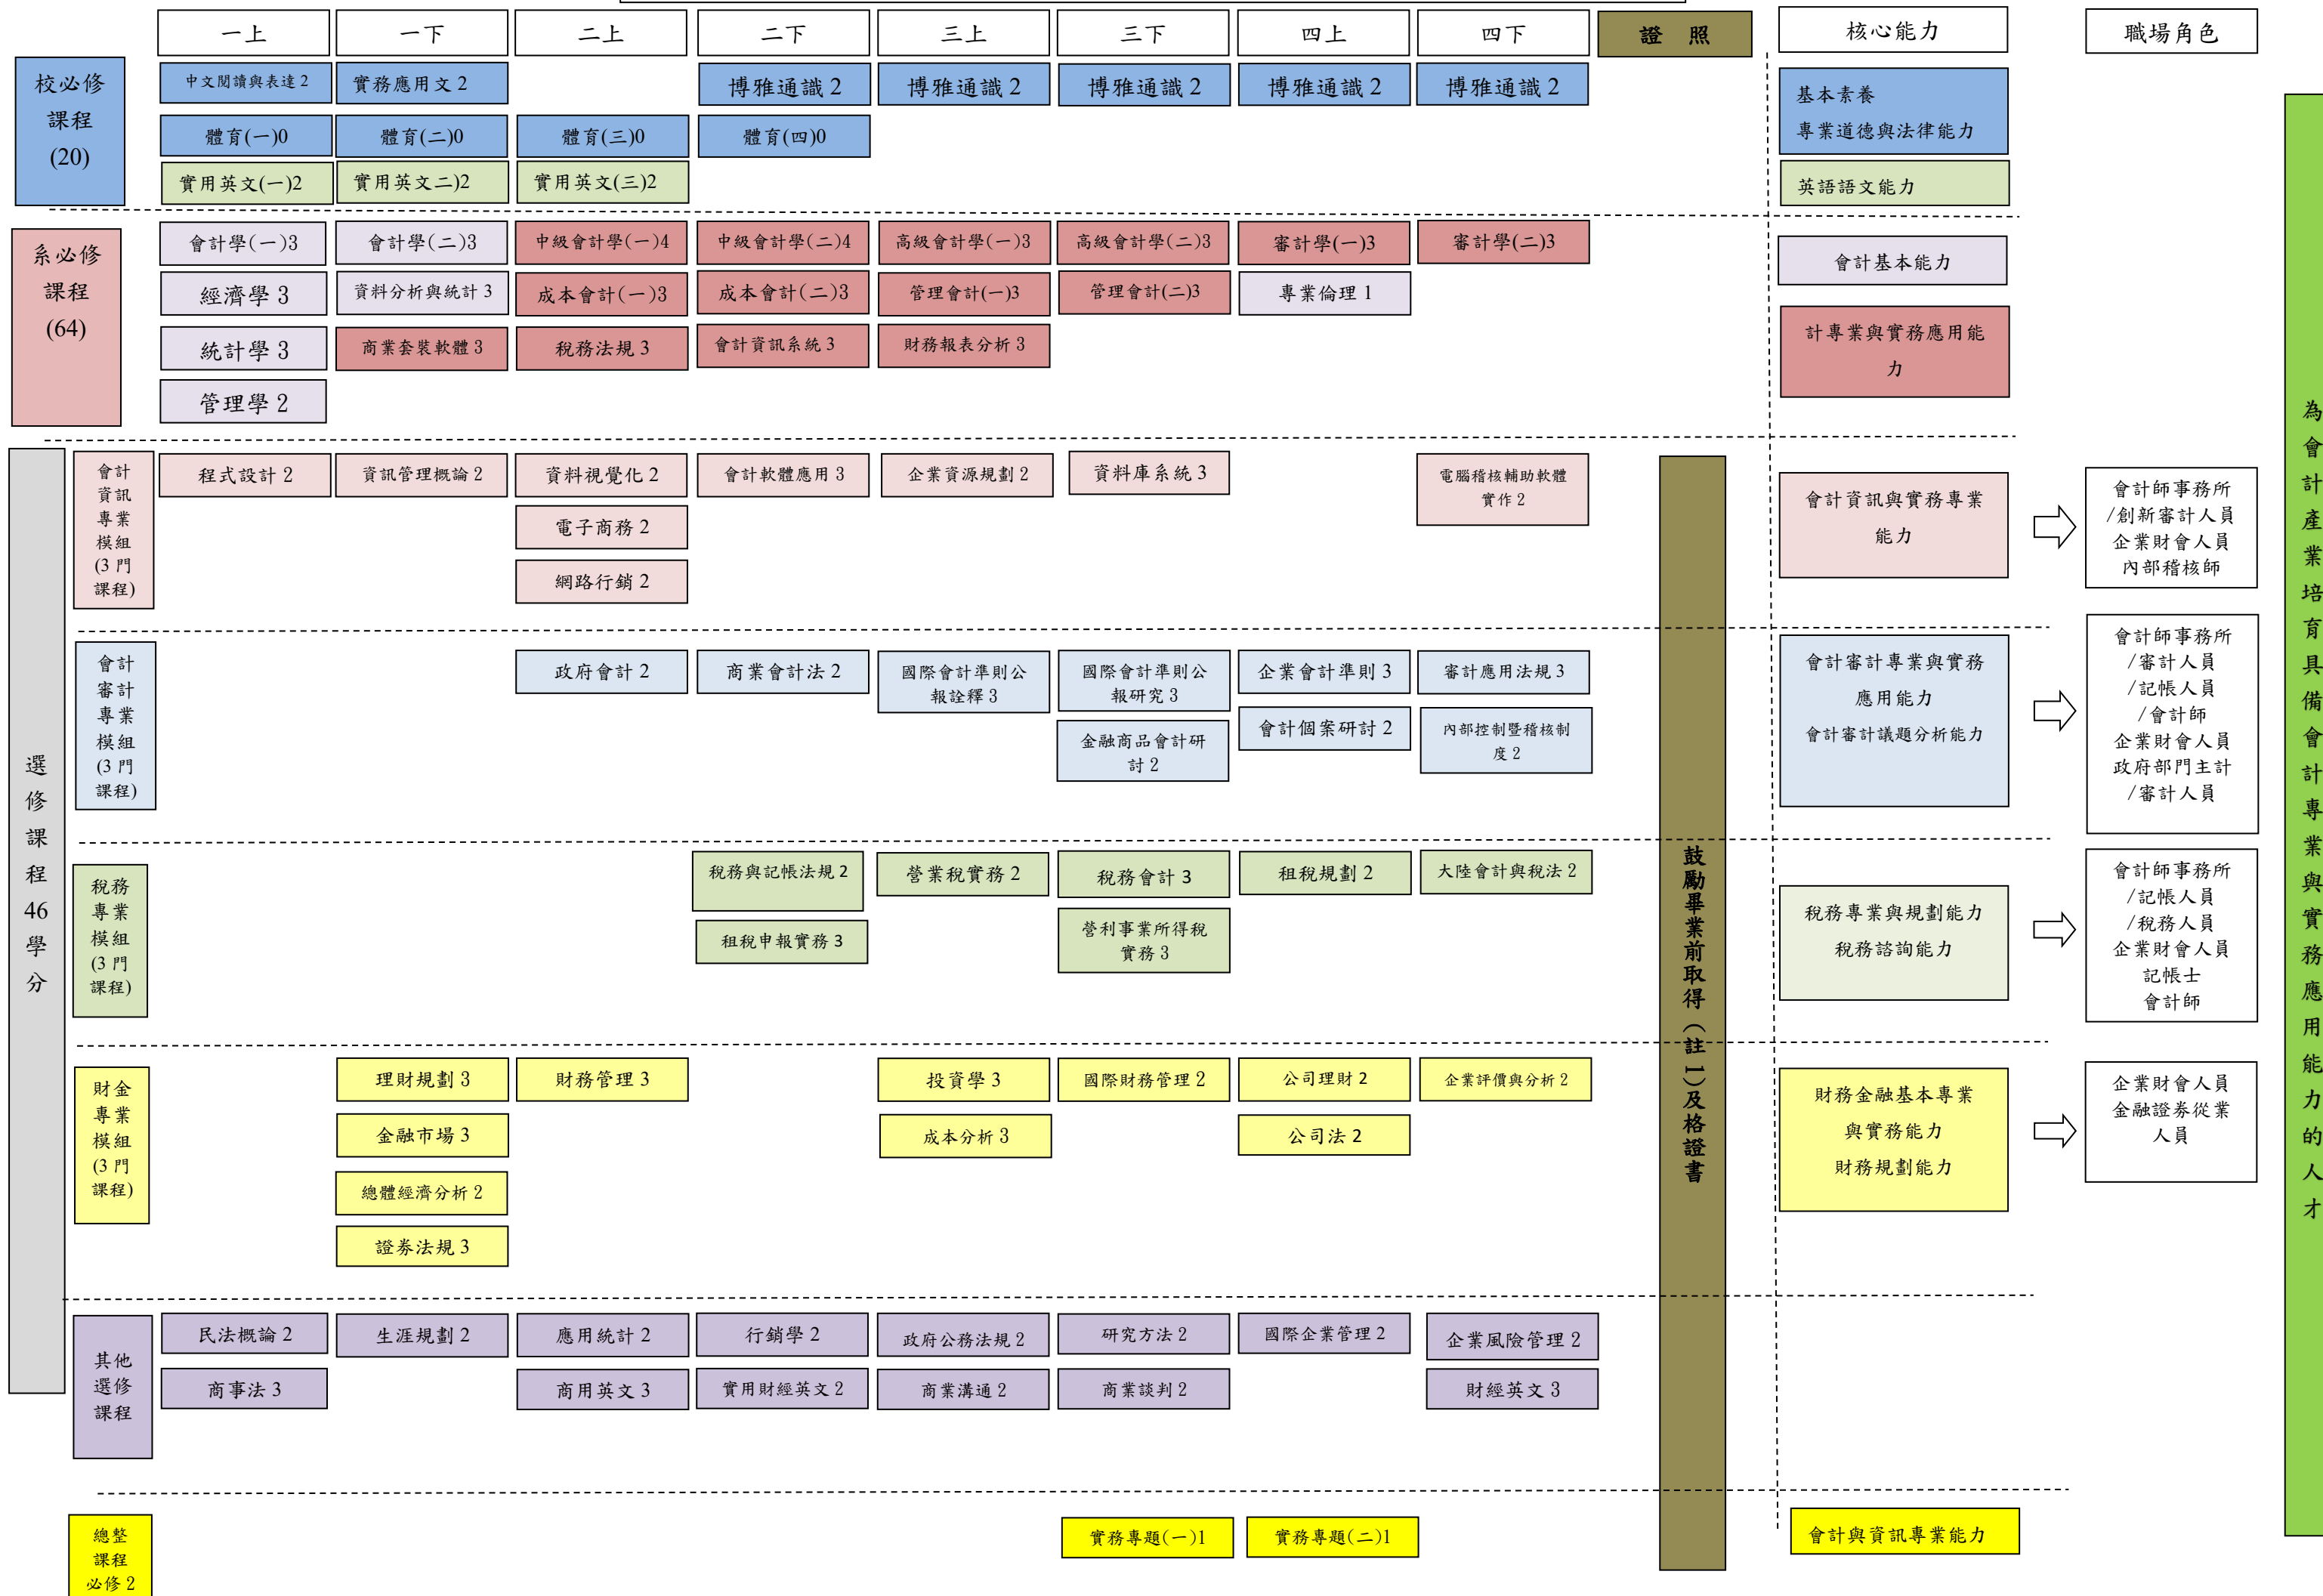 一上
一下
二上
二下
三上
三下
四上
四下
證 照
核心能力
職場角色
校必修
課程
(20)
中文閱讀與表達 2
實務應用文 2
博雅通識 2
博雅通識 2
博雅通識 2
博雅通識 2
博雅通識 2
體育(一)0
體育(二)0
體育(三)0
體育(四)0
實用英文(一)2
實用英文二)2
實用英文(三)2
基本素養
專業道德與法律能力
英語語文能力
系必修
課程
(64)
會計學(一)3
會計學(二)3
中級會計學(一)4
中級會計學(二)4
高級會計學(一)3
高級會計學(二)3
審計學(一)3
審計學(二)3
經濟學 3
資料分析與統計 3
成本會計(一)3
成本會計(二)3
管理會計(一)3
管理會計(二)3
專業倫理 1
統計學 3
商業套裝軟體 3
稅務法規 3
會計資訊系統 3
財務報表分析 3
管理學 2
會計基本能力
計專業與實務應用能
力
選
修
課
程
46
學
分
會計
資訊
專業
模組
(3 門
課程)
程式設計 2
資訊管理概論 2
資料視覺化 2
會計軟體應用 3
企業資源規劃 2
資料庫系統 3
電腦稽核輔助軟體
實作 2
電子商務 2
網路行銷 2
會計資訊與實務專業
能力
會計師事務所
/創新審計人員
企業財會人員
內部稽核師
會計
審計
專業
模組
(3 門
課程)
政府會計 2
商業會計法 2
國際會計準則公
報詮釋 3
國際會計準則公
報研究 3
企業會計準則 3
審計應用法規 3
金融商品會計研
討 2
會計個案研討 2
內部控制暨稽核制
度 2
會計審計專業與實務
應用能力
會計審計議題分析能力
會計師事務所
/審計人員
/記帳人員
/會計師
企業財會人員
政府部門主計
/審計人員
稅務
專業
模組
(3 門
課程)
稅務與記帳法規 2
營業稅實務 2
稅務會計 3
租稅規劃 2
大陸會計與稅法 2
租稅申報實務 3
營利事業所得稅
實務 3
稅務專業與規劃能力
稅務諮詢能力
會計師事務所
/記帳人員
/稅務人員
企業財會人員
記帳士
會計師
財金
專業
模組
(3 門
課程)
理財規劃 3
財務管理 3
投資學 3
國際財務管理 2
公司理財 2
企業評價與分析 2
金融市場 3
成本分析 3
公司法 2
總體經濟分析 2
證券法規 3
財務金融基本專業
與實務能力
財務規劃能力
企業財會人員
金融證券從業
人員
其他
選修
課程
民法概論 2
生涯規劃 2
應用統計 2
行銷學 2
政府公務法規 2
研究方法 2
國際企業管理 2
企業風險管理 2
商事法 3
商用英文 3
實用財經英文 2
商業溝通 2
商業談判 2
財經英文 3
總整
課程
必修 2
實務專題(一)1
實務專題(二)1
會計與資訊專業能力
鼓勵畢業前取得(註 1)及格證書
為會計產業培育具備會計專業與實務應用能力的人才